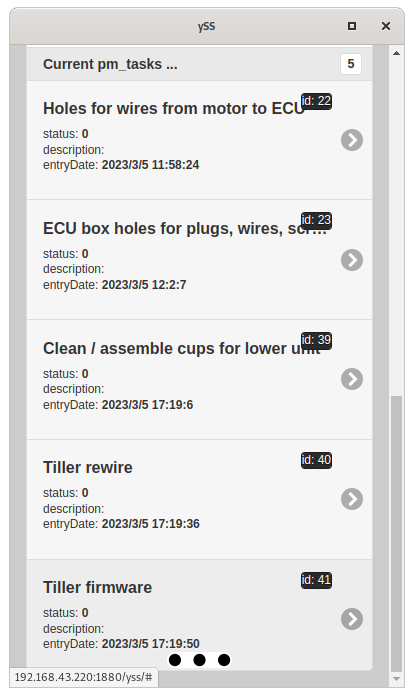 ySS
Current pm_tasks ... 5
id: 22
Holes for wires from motor to ECU
status: 0
description:
entryDate: 2023/3/5 11:58:24
id: 23
ECU box holes for plugs, wires, scr...
status: 0
description:
entryDate: 2023/3/5 12:2:7
id: 39
Clean / assemble cups for lower unit
status: 0
description:
entryDate: 2023/3/5 17:19:6
id: 40
Tiller rewire
status: 0
description:
entryDate: 2023/3/5 17:19:36
id: 41
Tiller firmware
status: 0
description:
entryDate: 2023/3/5 17:19:50
192.168.43.220:1880/yss/#